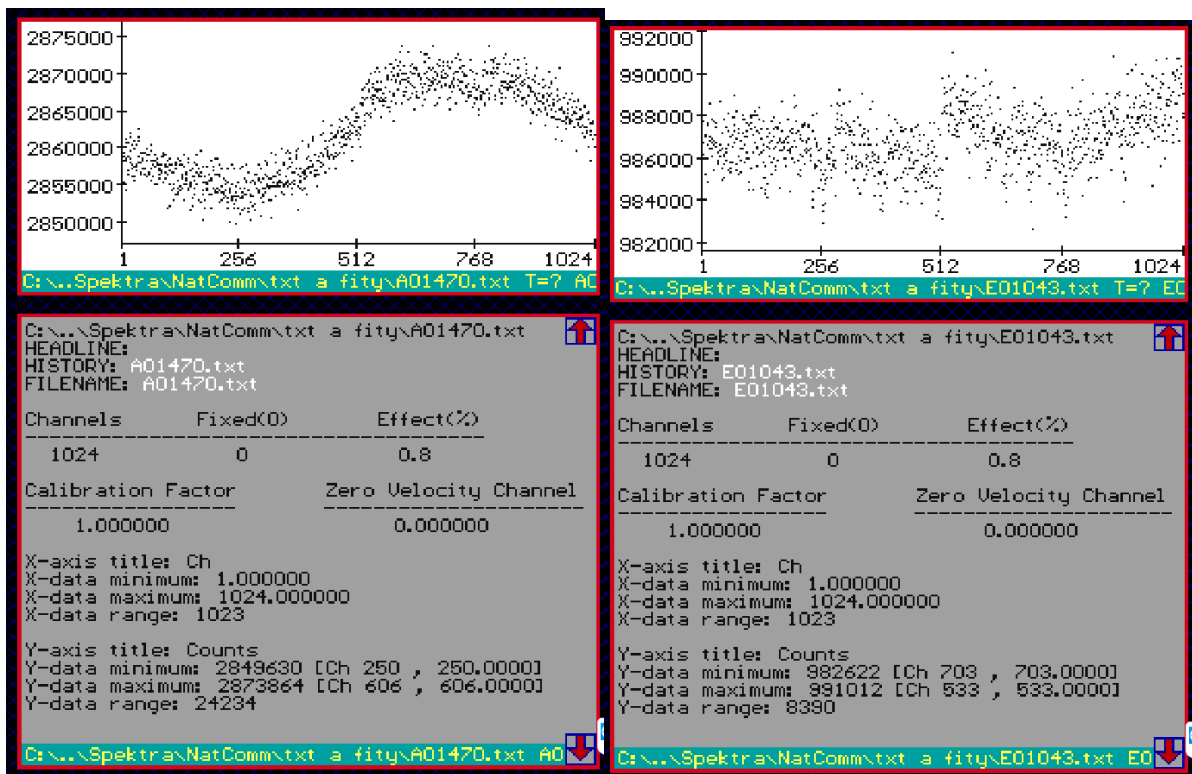 2875000
2870000
2865000
2860000
2855000
2850000
1 256 512 768 1024
C:\..Spektra\NatComm\txt a fity\A01470.txt T=? A0
C:\..\Spektra\NatComm\txt a fity\A01470.txt
HEADLINE:
HISTORY: A01470.txt
FILENAME: A01470.txt
Channels Fixed(0) Effect(%)
1024 0 0.8
Calibration Factor Zero Velocity Channel
1.000000 0.000000
X-axis title: Ch
X-data minimum: 1.000000
X-data maximum: 1024.000000
X-data range: 1023
Y-axis title: Counts
Y-data minimum: 2849630 [Ch 250 , 250.0000]
Y-data maximum: 2873864 [Ch 606 , 606.0000]
Y-data range: 24234
C:\..\Spektra\NatComm\txt a fity\A01470.txt A0
992000
990000
988000
986000
984000
982000
1 256 512 768 1024
C:\..Spektra\NatComm\txt a fity\E01043.txt T=? E0
C:\..\Spektra\NatComm\txt a fity\E01043.txt
HEADLINE:
HISTORY: E01043.txt
FILENAME: E01043.txt
Channels Fixed(0) Effect(%)
1024 0 0.8
Calibration Factor Zero Velocity Channel
1.000000 0.000000
X-axis title: Ch
X-data minimum: 1.000000
X-data maximum: 1024.000000
X-data range: 1023
Y-axis title: Counts
Y-data minimum: 982622 [Ch 703 , 703.0000]
Y-data maximum: 991012 [Ch 533 , 533.0000]
Y-data range: 8390
C:\..\Spektra\NatComm\txt a fity\E01043.txt E0